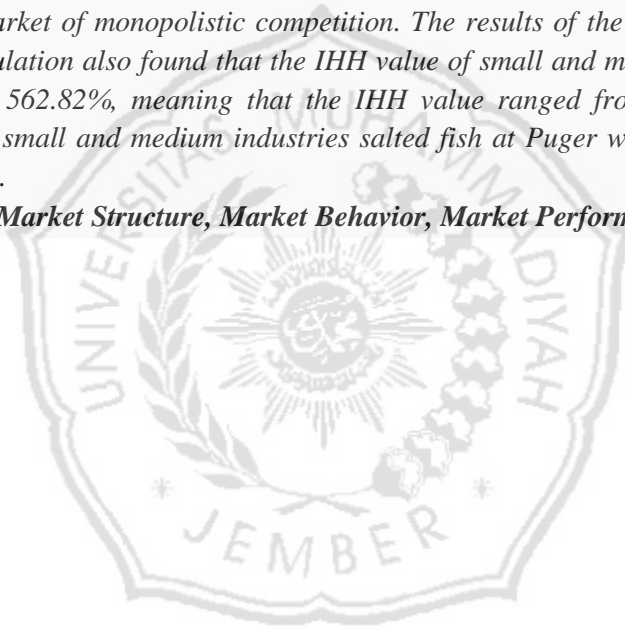 arket of monopolistic competition. The results of the
ulation also found that the IHH value of small and m
562.82%, meaning that the IHH value ranged fro
small and medium industries salted fish at Puger w
.
Market Structure, Market Behavior, Market Perform
UNIVERSITAS MUHAMMADIYAH
JEMBER